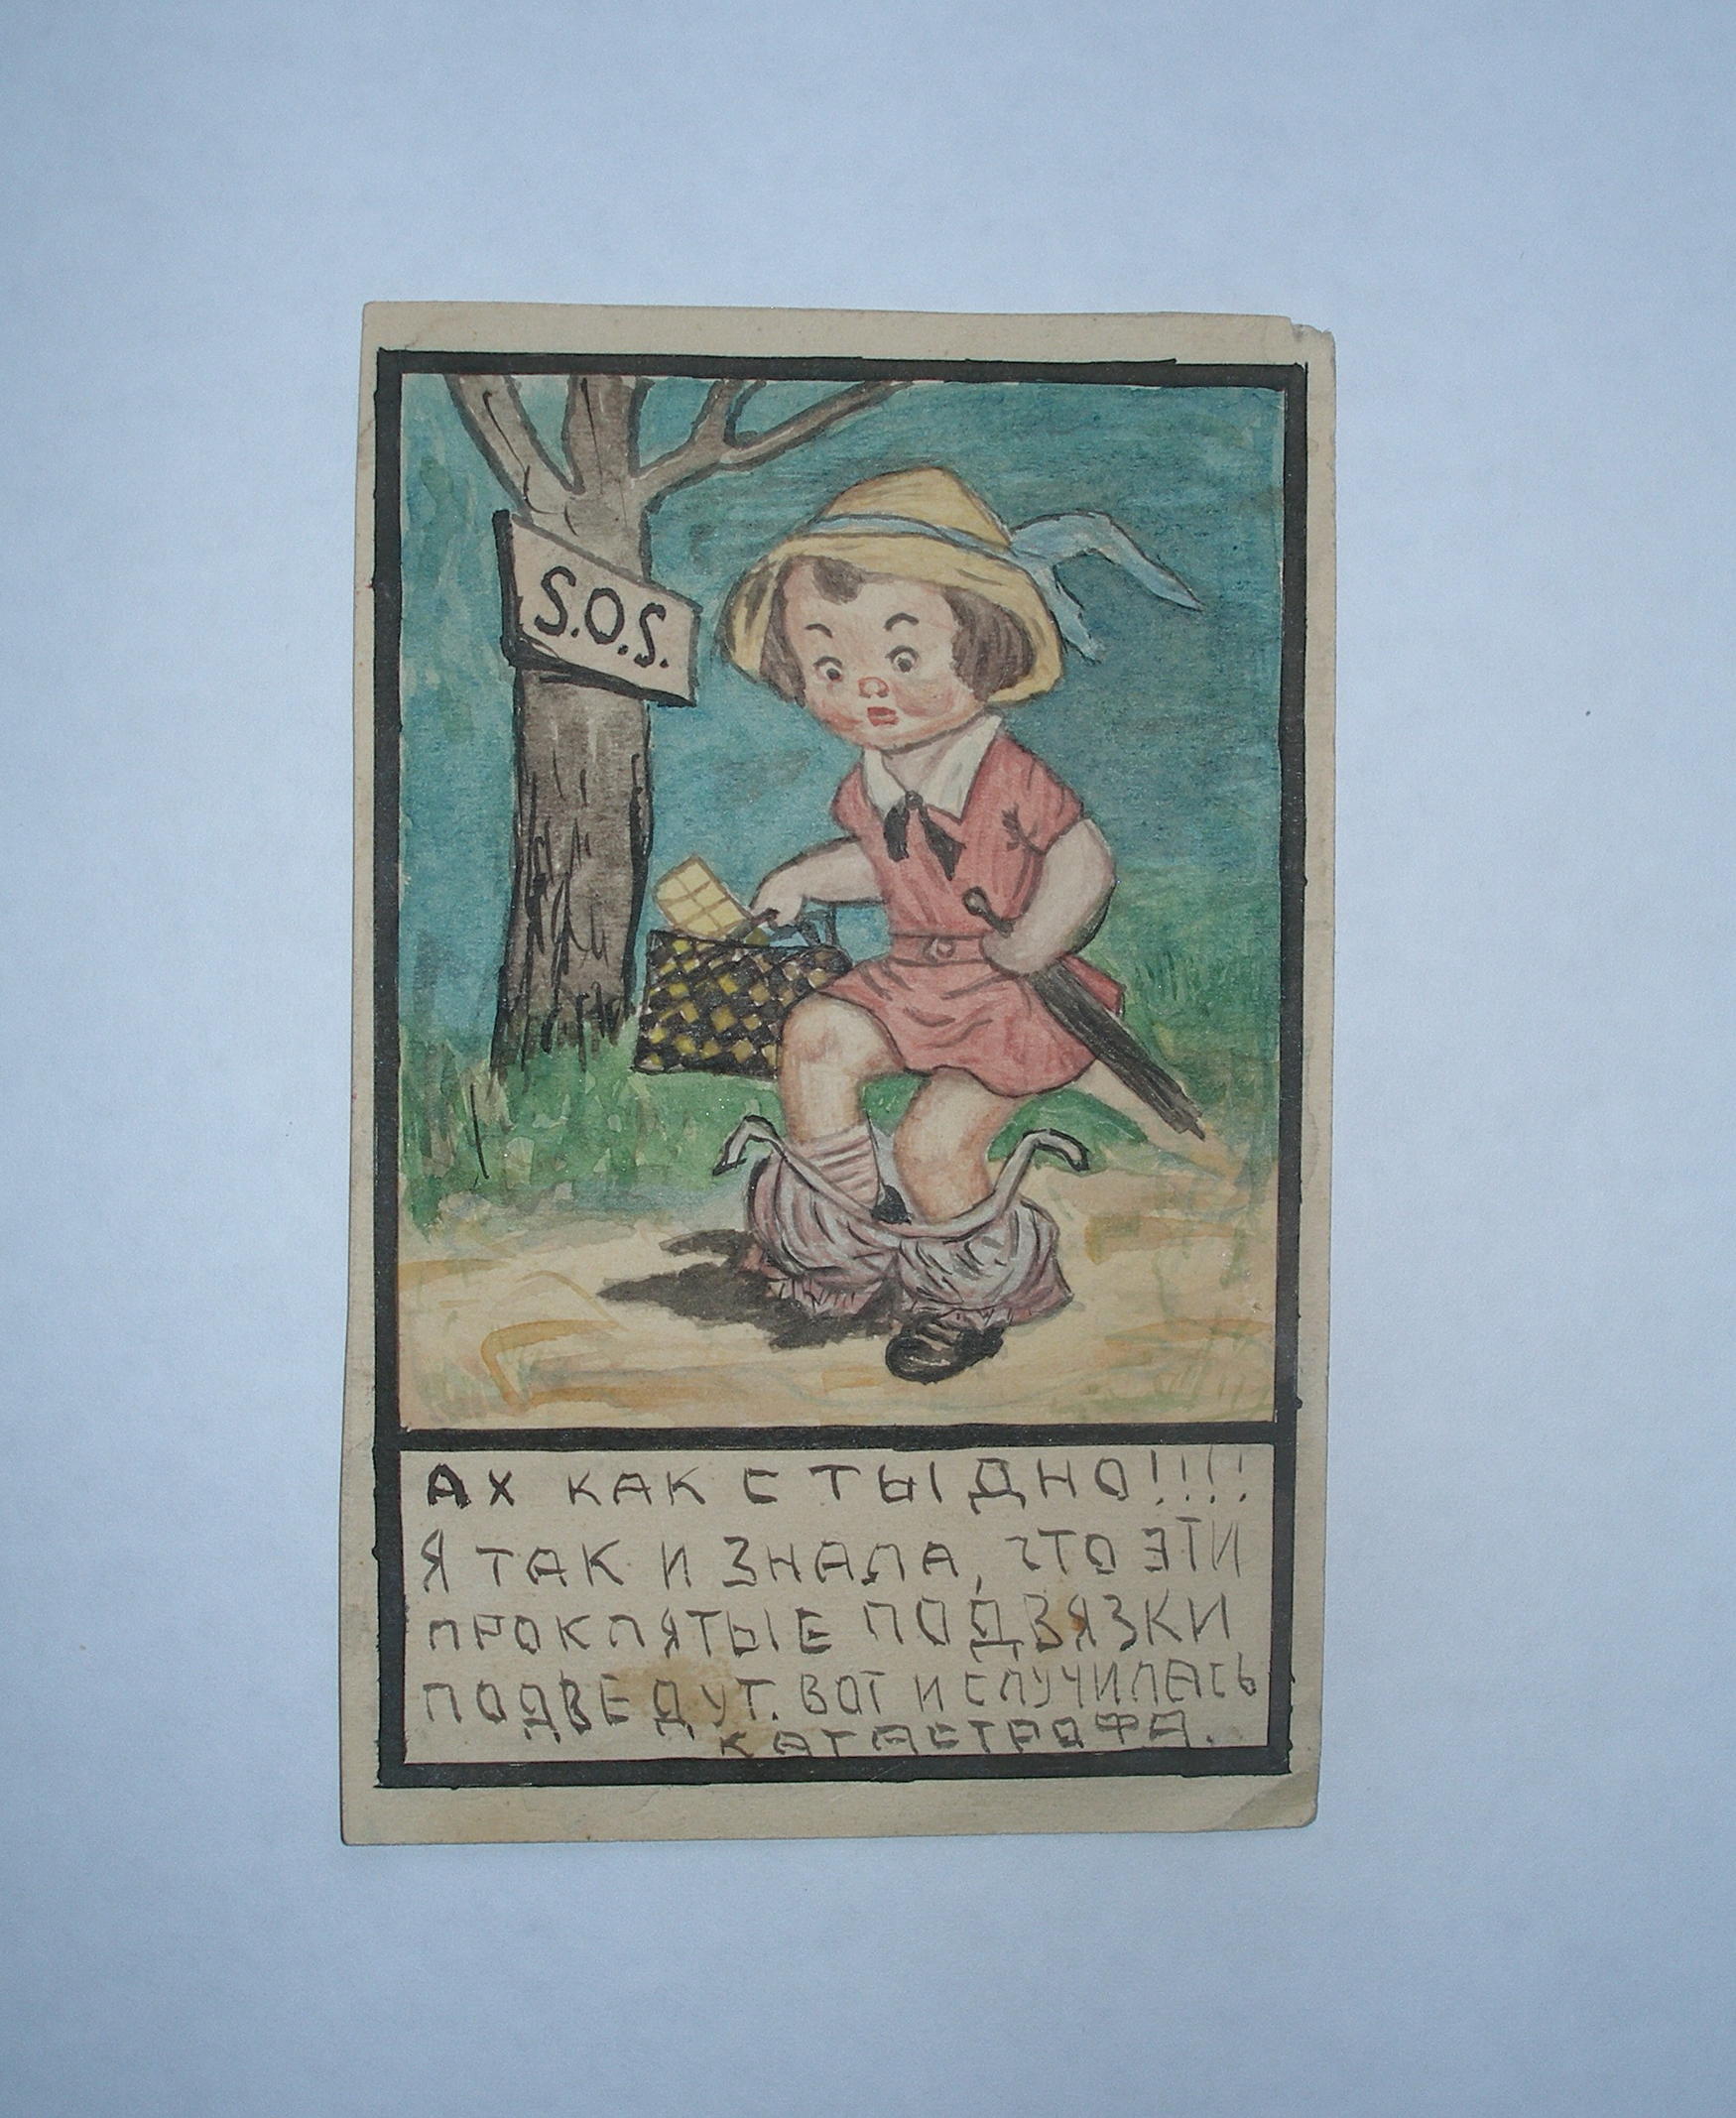 S.O.S.
АХ КАК СТЫДНО!!!!
Я ТАК И ЗНАЛА, ЧТО ЭТИ
ПРОКЛЯТЫЕ ПОДВЯЗКИ
ПОДВЕДУТ. ВОТ И СЛУЧИЛАСЬ
КАТАСТРОФА.